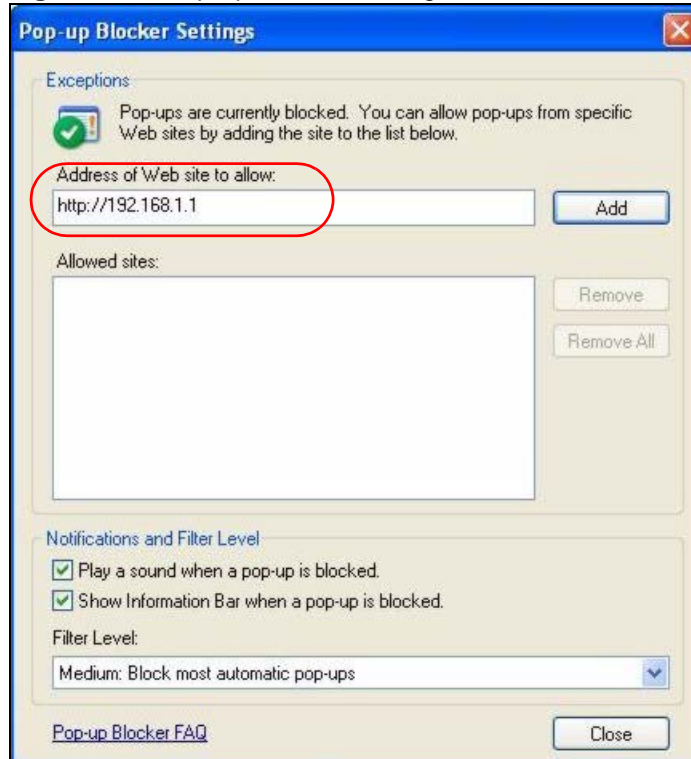 Pop-up Blocker Settings
Exceptions
Pop-ups are currently blocked. You can allow pop-ups from specific
Web sites by adding the site to the list below.
Address of Web site to allow:
http://192.168.1.1
Add
Allowed sites:
Remove
Remove All
Notifications and Filter Level
Play a sound when a pop-up is blocked.
Show Information Bar when a pop-up is blocked.
Filter Level:
Medium: Block most automatic pop-ups
Pop-up Blocker FAQ
Close